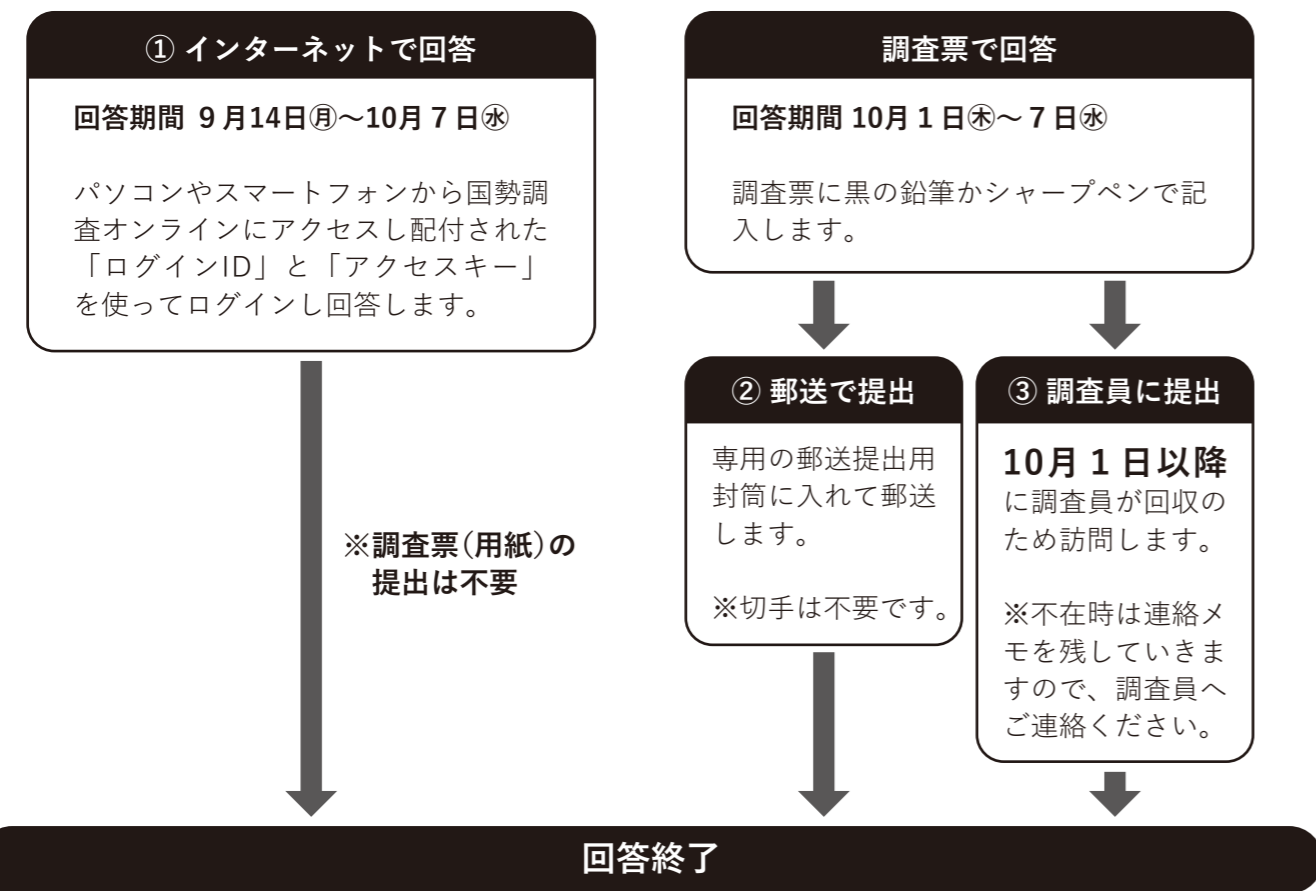 ① インターネットで回答
回答期間 9月14日㊊～10月7日㊌
パソコンやスマートフォンから国勢調
査オンラインにアクセスし配付された
「ログインID」と「アクセスキー」
を使ってログインし回答します。
※調査票(用紙)の
提出は不要
調査票で回答
回答期間 10月1日㊍～7日㊌
調査票に黒の鉛筆かシャープペンで記
入します。
② 郵送で提出
専用の郵送提出用
封筒に入れて郵送
します。
※切手は不要です。
③ 調査員に提出
10月1日以降
に調査員が回収の
ため訪問します。
※不在時は連絡メ
モを残していきま
すので、調査員へ
ご連絡ください。
回答終了